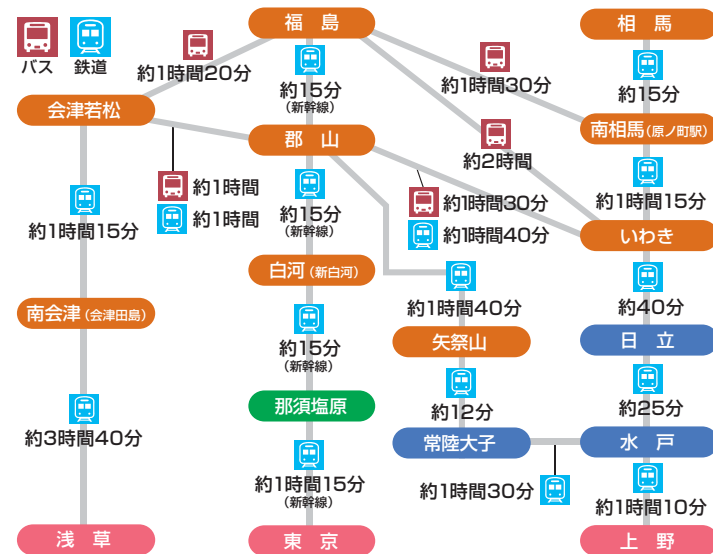 福島
相馬
バス 鉄道
約1時間20分
約15分
(新幹線)
約1時間30分
約15分
会津若松
郡山
南相馬(原ノ町駅)
約2時間
約1時間
約1時間
約15分
(新幹線)
約1時間30分
約1時間40分
約1時間15分
約1時間15分
いわき
白河(新白河)
約1時間40分
約40分
南会津(会津田島)
約15分
(新幹線)
矢祭山
日立
約12分
約25分
那須塩原
約3時間40分
常陸大子
水戸
約1時間15分
(新幹線)
約1時間30分
約1時間10分
浅草
東京
上野